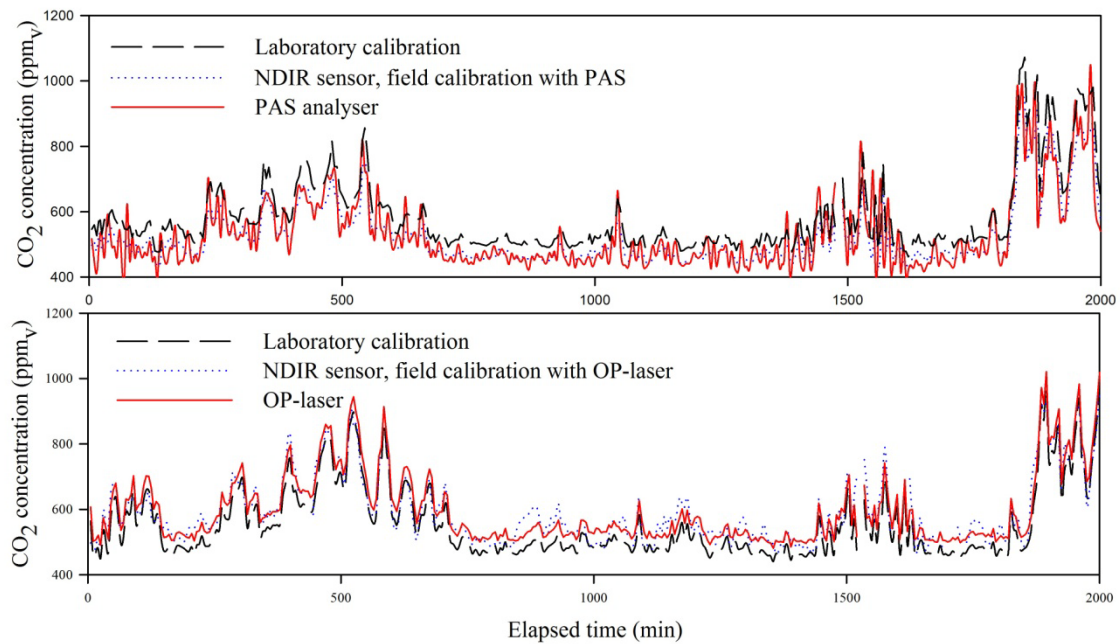 1200
1000
800
600
400
CO2 concentration (ppmv)
Laboratory calibration
NDIR sensor, field calibration with PAS
PAS analyser
0 500 1000 1500 2000
1200
1000
800
600
400
CO2 concentration (ppmv)
Laboratory calibration
NDIR sensor, field calibration with OP-laser
OP-laser
0 500 1000 1500 2000
Elapsed time (min)